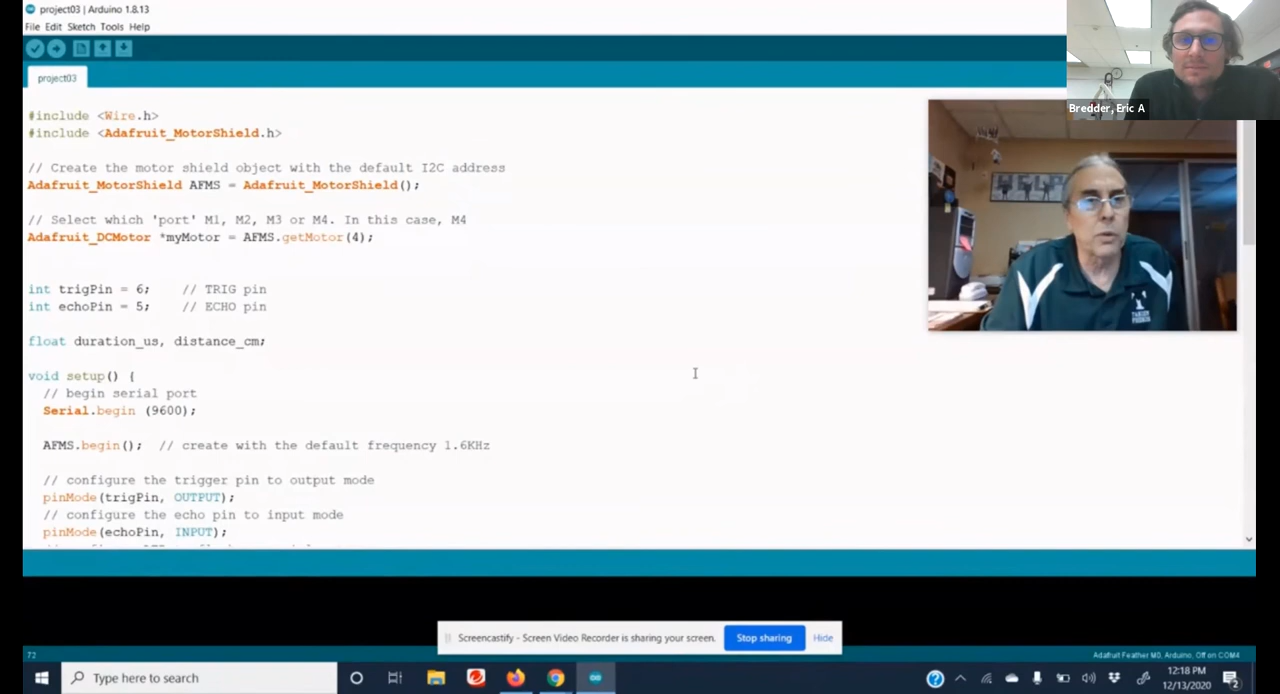 project03 | Arduino 1.8.13
File Edit Sketch Tools Help
project03
Bredder, Eric A
#include <Wire.h>
#include <Adafruit_MotorShield.h>
// Create the motor shield object with the default I2C address
Adafruit_MotorShield AFMS = Adafruit_MotorShield();
// Select which 'port' M1, M2, M3 or M4. In this case, M4
Adafruit_DCMotor *myMotor = AFMS.getMotor(4);
int trigPin = 6;    // TRIG pin
int echoPin = 5;    // ECHO pin
float duration_us, distance_cm;
void setup() {
// begin serial port
Serial.begin (9600);
AFMS.begin();  // create with the default frequency 1.6KHz
// configure the trigger pin to output mode
pinMode(trigPin, OUTPUT);
// configure the echo pin to input mode
pinMode(echoPin, INPUT);
HELP
Screencastify - Screen Video Recorder is sharing your screen.
Stop sharing
Hide
72
Adafruit Feather M0, Arduino, Off on COM4
Type here to search
12:18 PM
12/13/2020
2